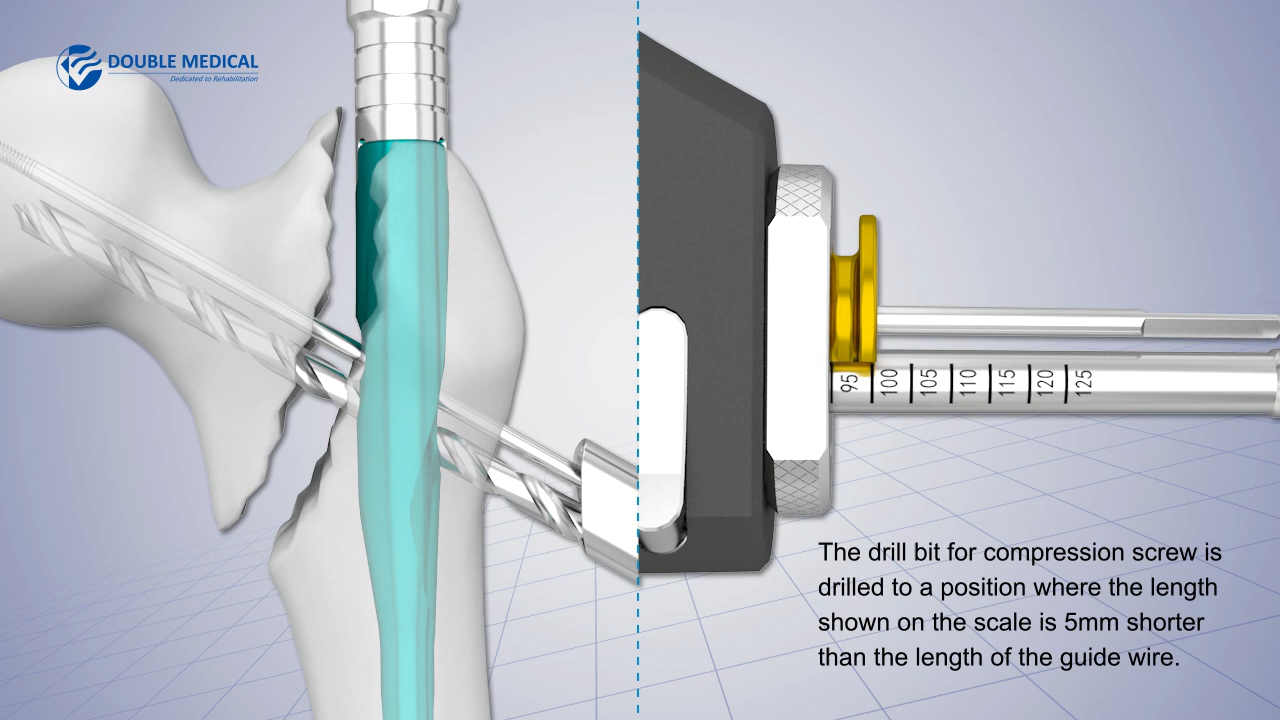 DOUBLE MEDICAL
Dedicated to Rehabilitation
95 100 105 110 115 120 125
The drill bit for compression screw is
drilled to a position where the length
shown on the scale is 5mm shorter
than the length of the guide wire.